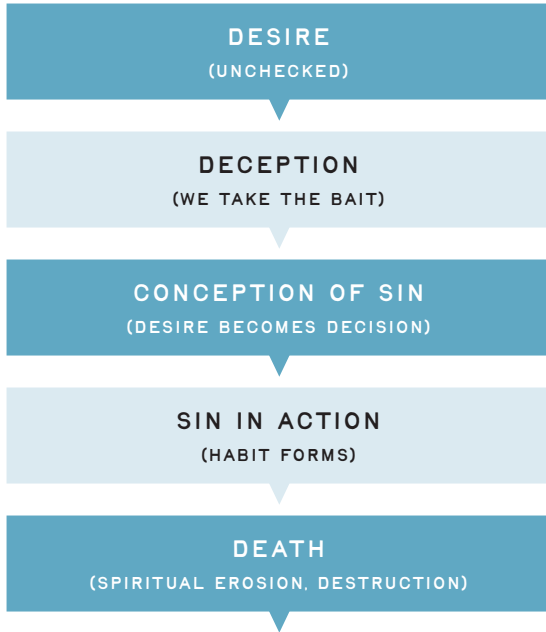 DESIRE
(UNCHECKED)
DECEPTION
(WE TAKE THE BAIT)
CONCEPTION OF SIN
(DESIRE BECOMES DECISION)
SIN IN ACTION
(HABIT FORMS)
DEATH
(SPIRITUAL EROSION, DESTRUCTION)